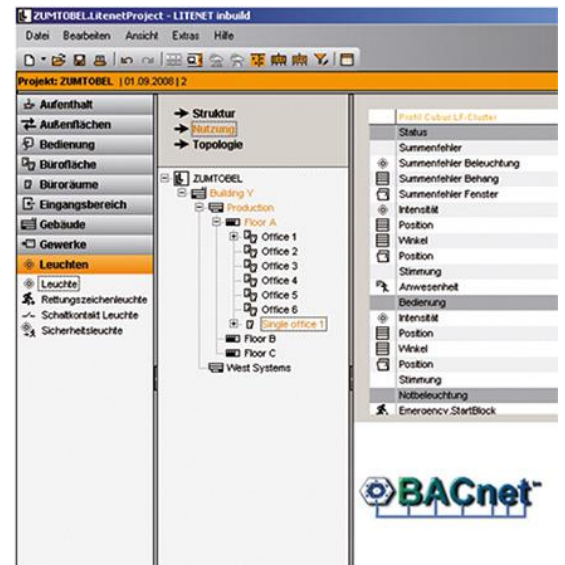 ZUMTOBEL.LitenetProject - LITENET inbuild
Datei Bearbeiten Ansicht Extras Hilfe
Projekt: ZUMTOBEL | 01.09.2008 | 2
Aufenthalt
Außenflächen
Bedienung
Bürofläche
Büroräume
Eingangsbereich
Gebäude
Gewerke
Leuchten
Leuchte
Rettungszeichenleuchte
Schaltkontakt Leuchte
Sicherheitsleuchte
Struktur
Nutzung
Topologie
ZUMTOBEL
Building V
Production
Floor A
Office 1
Office 2
Office 3
Office 4
Office 5
Office 6
Single office 1
Floor B
Floor C
West Systems
Profil Cubus LF-Cluster
Status
Summenfehler
Summenfehler Beleuchtung
Summenfehler Behang
Summenfehler Fenster
Intensität
Position
Winkel
Position
Stimmung
Anwesenheit
Bedienung
Intensität
Position
Winkel
Position
Stimmung
Notbeleuchtung
Emergency.StartBlock
BACnet